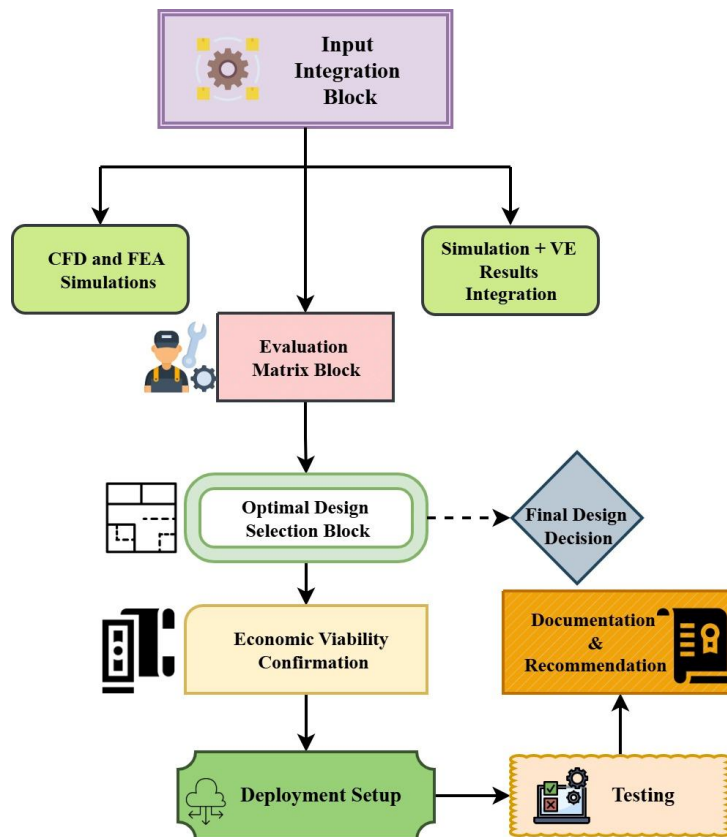 Input
Integration
Block
CFD and FEA
Simulations
Simulation + VE
Results
Integration
Evaluation
Matrix Block
Optimal Design
Selection Block
Final Design
Decision
Economic Viability
Confirmation
Documentation
&
Recommendation
Deployment Setup
Testing